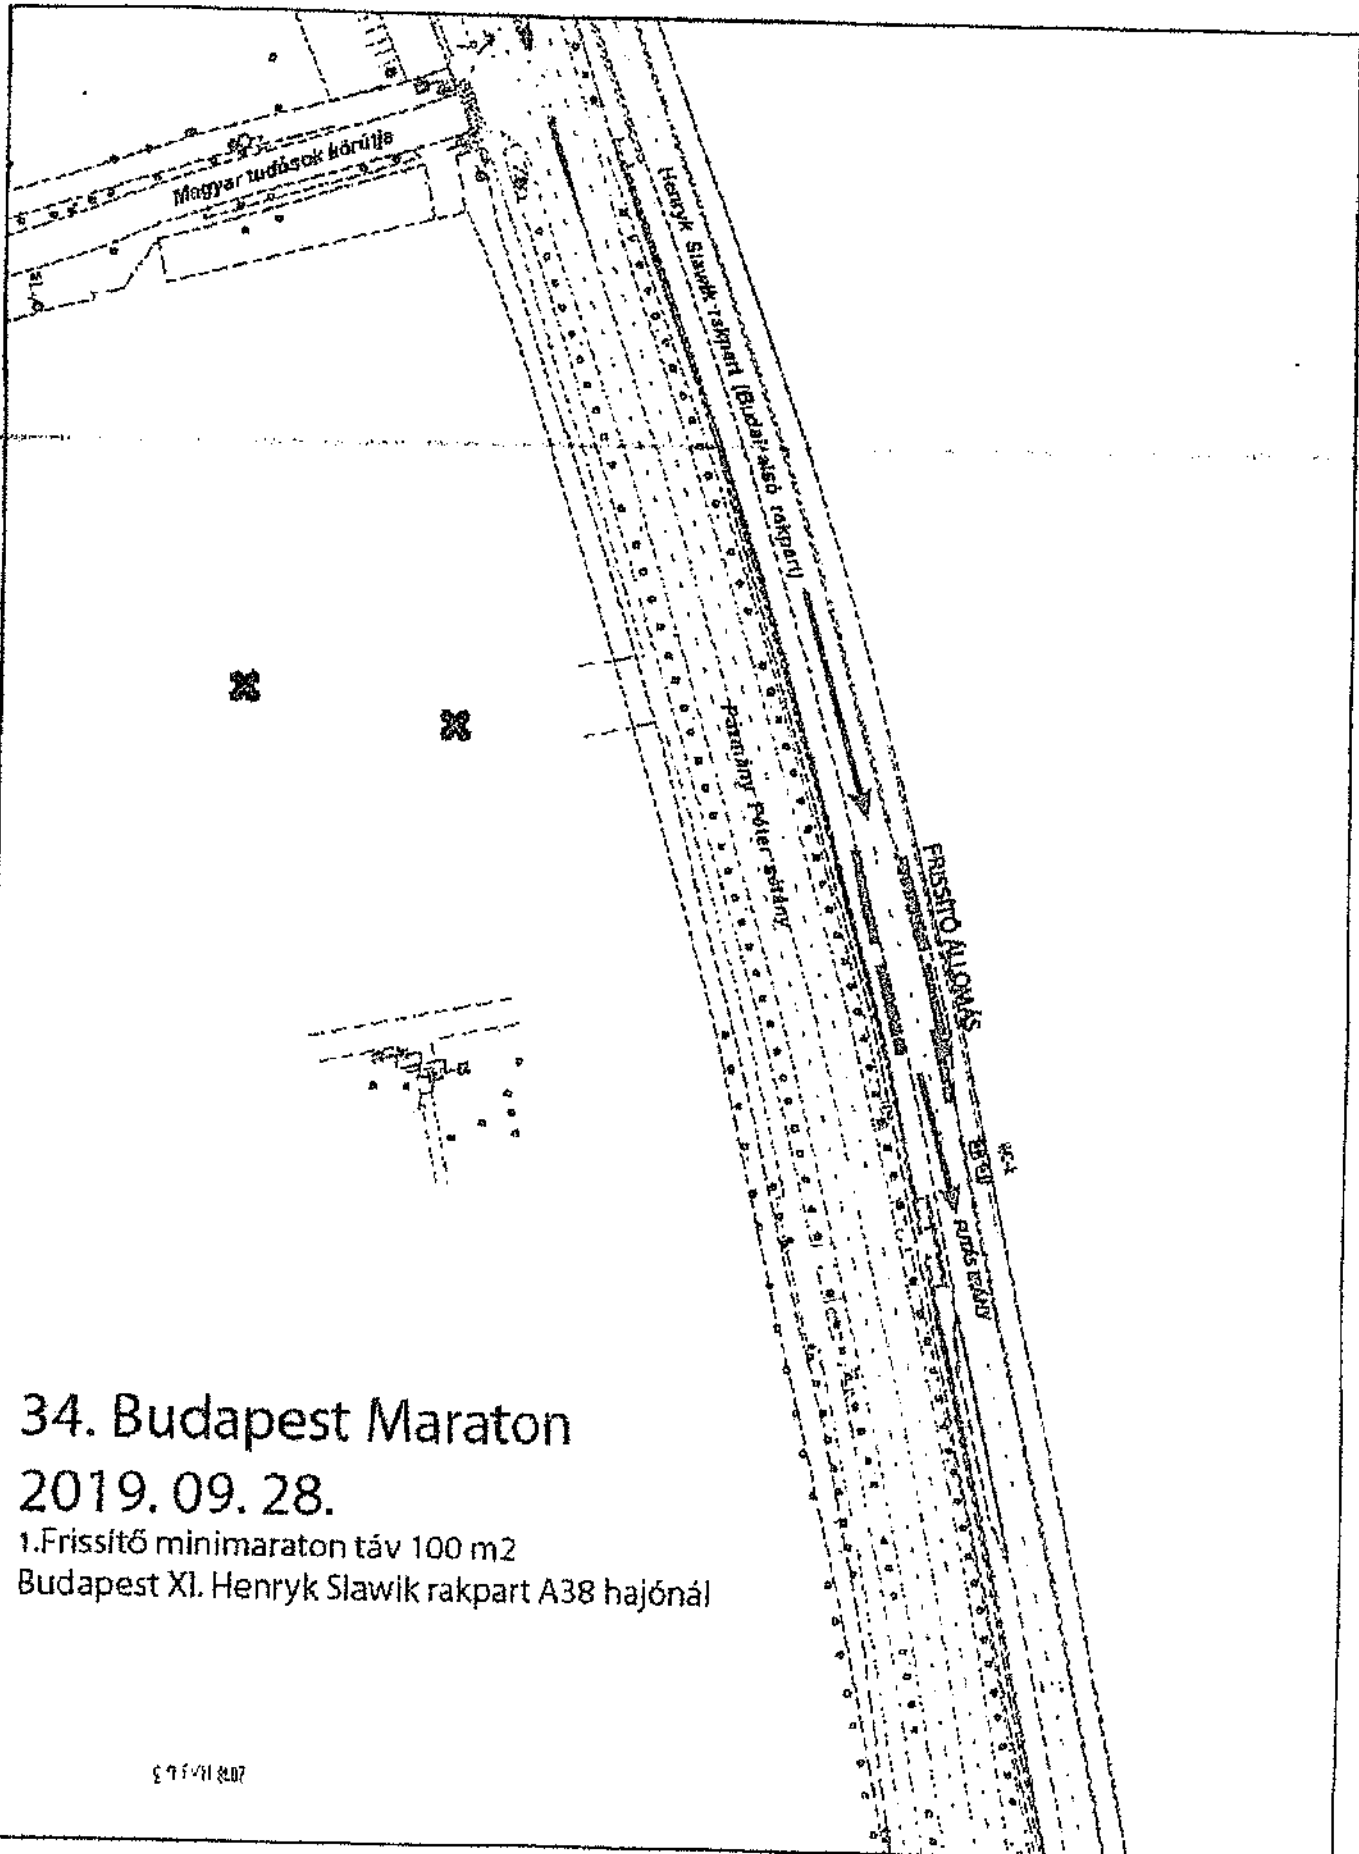 Magyar tudósok körútja
Henryk Slawik rakpart (Budai alsó rakpart)
Pázmány Péter sétány
FRISSÍTŐ ÁLLOMÁS
FUTÁS IRÁNY
34. Budapest Maraton
2019. 09. 28.
1.Frissítő minimaraton táv 100 m2
Budapest XI. Henryk Slawik rakpart A38 hajónál